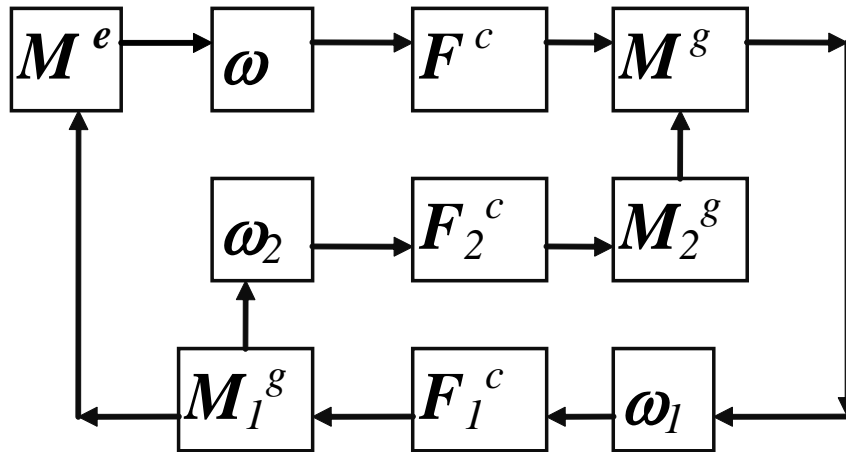 M^e ω F^c M^g
ω_2 F_2^c M_2^g
M_1^g F_1^c ω_1